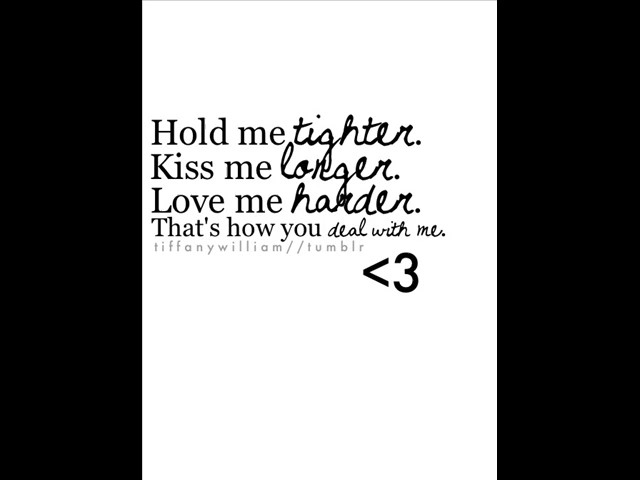 Hold me tighter.
Kiss me longer.
Love me harder.
That's how you deal with me.
tiffanywilliam//tumblr
<3